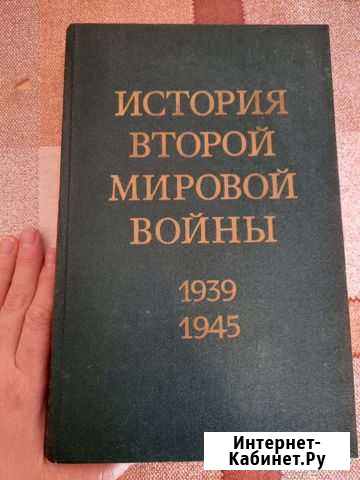 ИСТОРИЯ
ВТОРОЙ
МИРОВОЙ
ВОЙНЫ
1939
1945
Интернет-
Кабинет.Ру